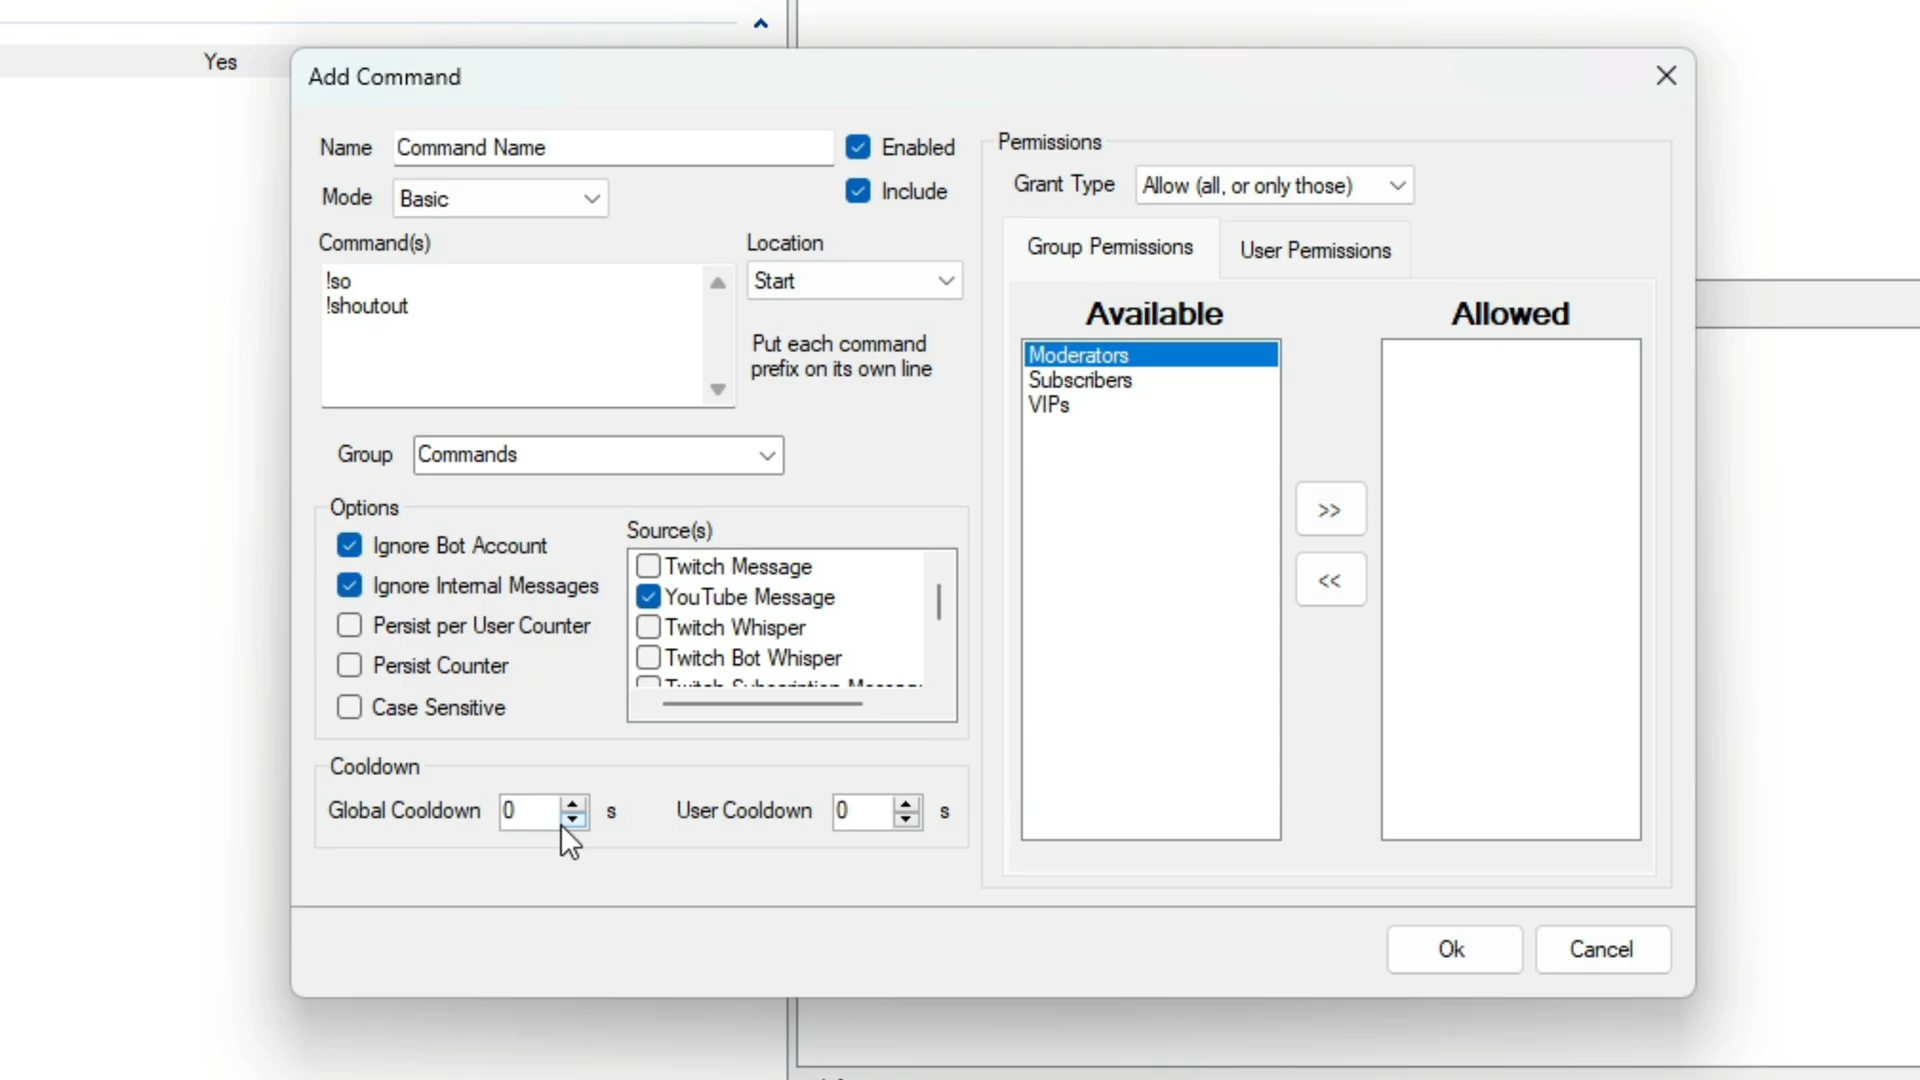 Yes
Add Command
Name
Command Name
Enabled
Mode
Basic
Include
Command(s)
!so
!shoutout
Location
Start
Put each command
prefix on its own line
Group
Commands
Options
Ignore Bot Account
Ignore Internal Messages
Persist per User Counter
Persist Counter
Case Sensitive
Source(s)
Twitch Message
YouTube Message
Twitch Whisper
Twitch Bot Whisper
Twitch Subscription Message
Cooldown
Global Cooldown
0
s
User Cooldown
0
s
Permissions
Grant Type
Allow (all, or only those)
Group Permissions
User Permissions
Available
Moderators
Subscribers
VIPs
>>
<<
Allowed
Ok
Cancel